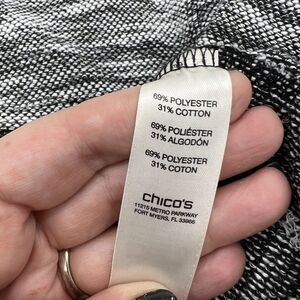 69% POLYESTER
31% COTTON
69% POLIÉSTER
31% ALGODÓN
69% POLYESTER
31% COTON
chico's
11215 METRO PARKWAY
FORT MYERS, FL 33966